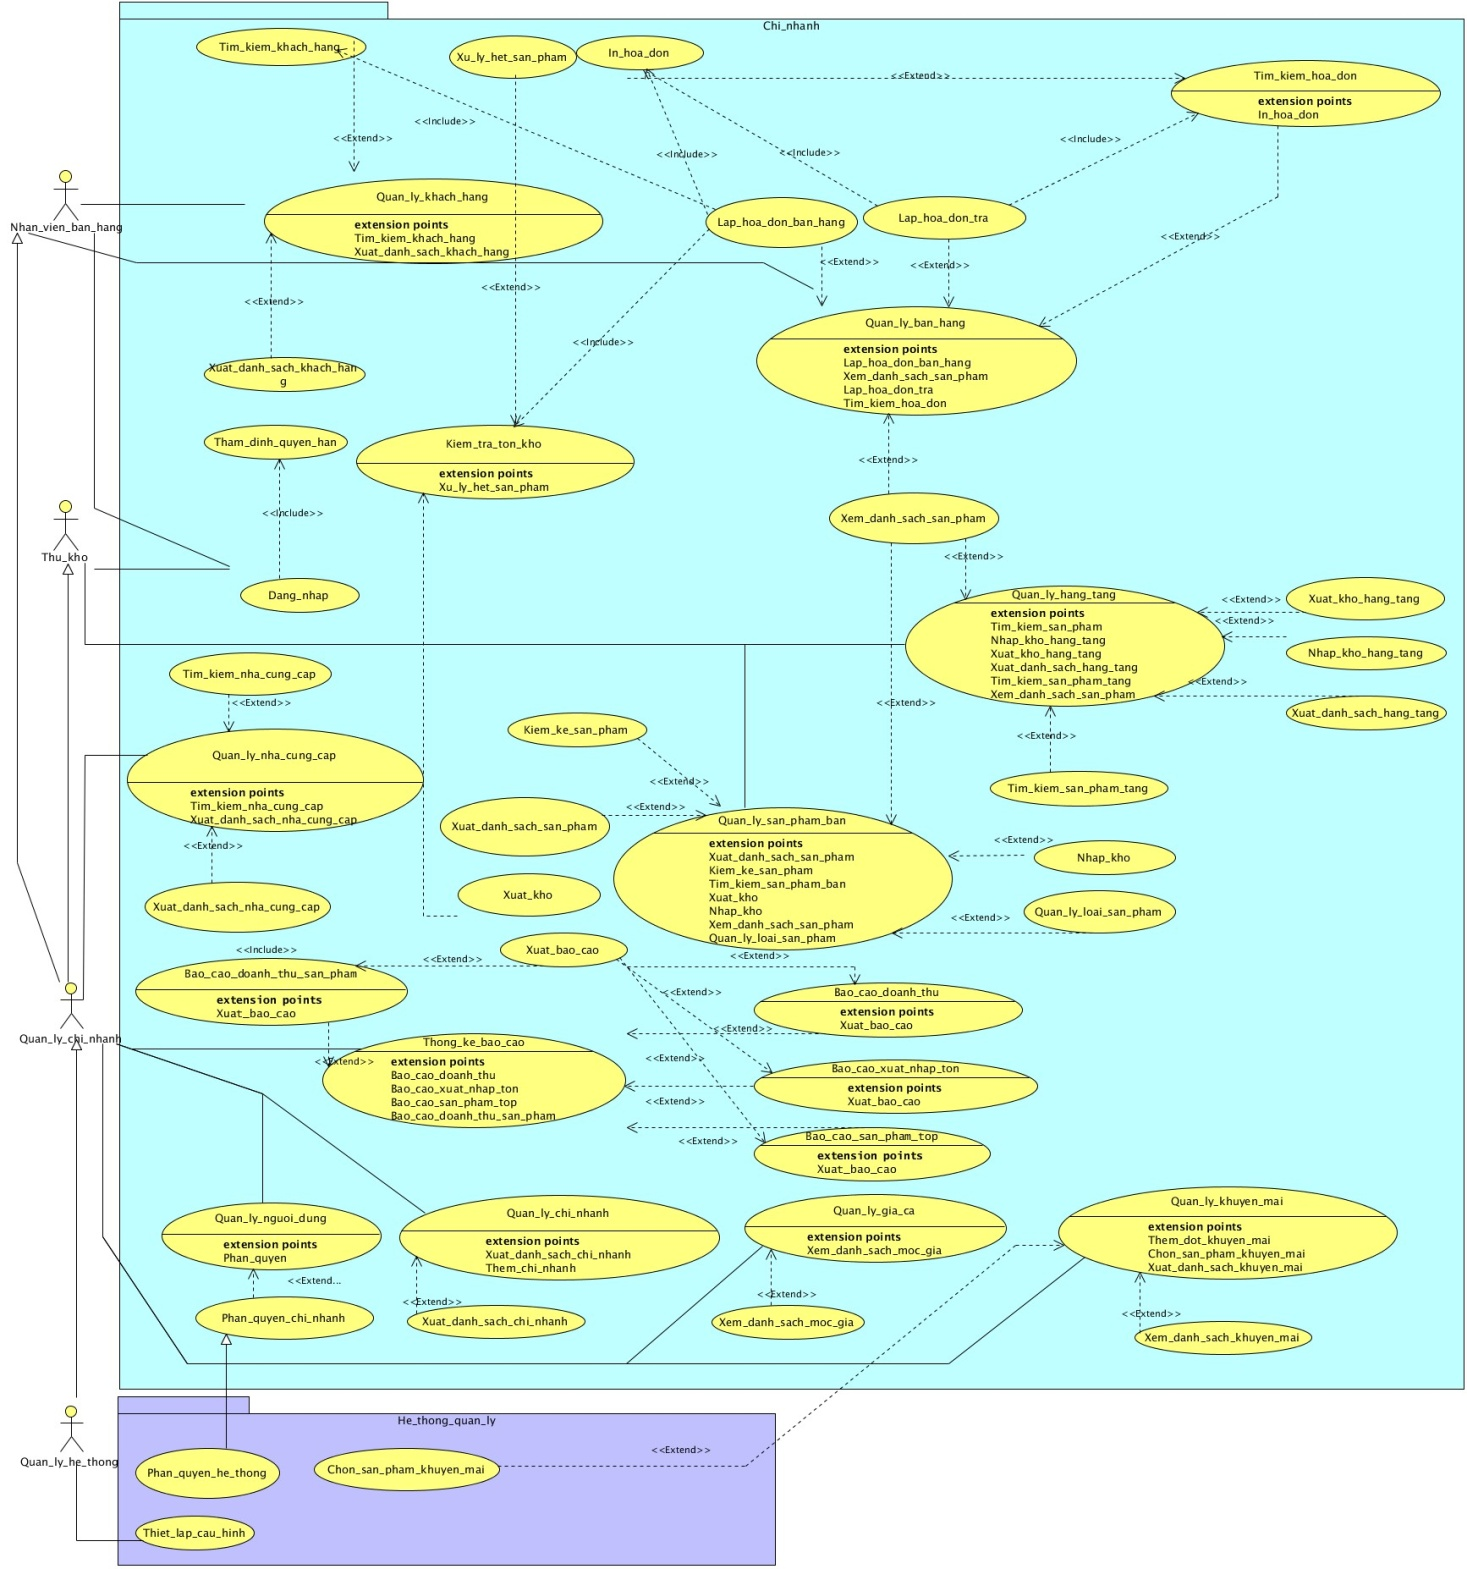 Chi_nhanh
Tim_kiem_khach_hang
Xu_ly_het_san_pham
In_hoa_don
<<Extend>>
Tim_kiem_hoa_don
extension points
In_hoa_don
<<Include>>
<<Extend>>
<<Include>>
<<Include>>
<<Include>>
Nhan_vien_ban_hang
Quan_ly_khach_hang
extension points
Tim_kiem_khach_hang
Xuat_danh_sach_khach_hang
Lap_hoa_don_ban_hang
Lap_hoa_don_tra
<<Extend>>
<<Extend>>
<<Extend>>
<<Extend>>
<<Extend>>
<<Include>>
Quan_ly_ban_hang
extension points
Lap_hoa_don_ban_hang
Xem_danh_sach_san_pham
Lap_hoa_don_tra
Tim_kiem_hoa_don
Xuat_danh_sach_khach_han
g
Tham_dinh_quyen_han
Kiem_tra_ton_kho
extension points
Xu_ly_het_san_pham
<<Extend>>
<<Include>>
Xem_danh_sach_san_pham
Thu_kho
<<Extend>>
Dang_nhap
Quan_ly_hang_tang
extension points
Tim_kiem_san_pham
Nhap_kho_hang_tang
Xuat_kho_hang_tang
Xuat_danh_sach_hang_tang
Tim_kiem_san_pham_tang
Xem_danh_sach_san_pham
<<Extend>>
Xuat_kho_hang_tang
<<Extend>>
Nhap_kho_hang_tang
<<Extend>>
Xuat_danh_sach_hang_tang
Tim_kiem_nha_cung_cap
<<Extend>>
<<Extend>>
Kiem_ke_san_pham
<<Extend>>
Quan_ly_nha_cung_cap
extension points
Tim_kiem_nha_cung_cap
Xuat_danh_sach_nha_cung_cap
<<Extend>>
Tim_kiem_san_pham_tang
<<Extend>>
Xuat_danh_sach_san_pham
Quan_ly_san_pham_ban
extension points
Xuat_danh_sach_san_pham
Kiem_ke_san_pham
Tim_kiem_san_pham_ban
Xuat_kho
Nhap_kho
Xem_danh_sach_san_pham
Quan_ly_loai_san_pham
<<Extend>>
Nhap_kho
<<Extend>>
Xuat_danh_sach_nha_cung_cap
Xuat_kho
Quan_ly_loai_san_pham
<<Extend>>
Xuat_bao_cao
<<Include>>
<<Extend>>
<<Extend>>
Bao_cao_doanh_thu_san_pham
extension points
Xuat_bao_cao
<<Extend>>
Bao_cao_doanh_thu
extension points
Xuat_bao_cao
Quan_ly_chi_nhanh
<<Extend>>
<<Extend>>
Thong_ke_bao_cao
extension points
Bao_cao_doanh_thu
Bao_cao_xuat_nhap_ton
Bao_cao_san_pham_top
Bao_cao_doanh_thu_san_pham
<<Extend>>
Bao_cao_xuat_nhap_ton
extension points
Xuat_bao_cao
<<Extend>>
<<Extend>>
Bao_cao_san_pham_top
extension points
Xuat_bao_cao
Quan_ly_nguoi_dung
extension points
Phan_quyen
Quan_ly_chi_nhanh
extension points
Xuat_danh_sach_chi_nhanh
Them_chi_nhanh
Quan_ly_gia_ca
extension points
Xem_danh_sach_moc_gia
Quan_ly_khuyen_mai
extension points
Them_dot_khuyen_mai
Chon_san_pham_khuyen_mai
Xuat_danh_sach_khuyen_mai
<<Extend...
<<Extend>>
<<Extend>>
<<Extend>>
Phan_quyen_chi_nhanh
Xuat_danh_sach_chi_nhanh
Xem_danh_sach_moc_gia
Xem_danh_sach_khuyen_mai
He_thong_quan_ly
Quan_ly_he_thong
Phan_quyen_he_thong
Chon_san_pham_khuyen_mai
<<Extend>>
Thiet_lap_cau_hinh